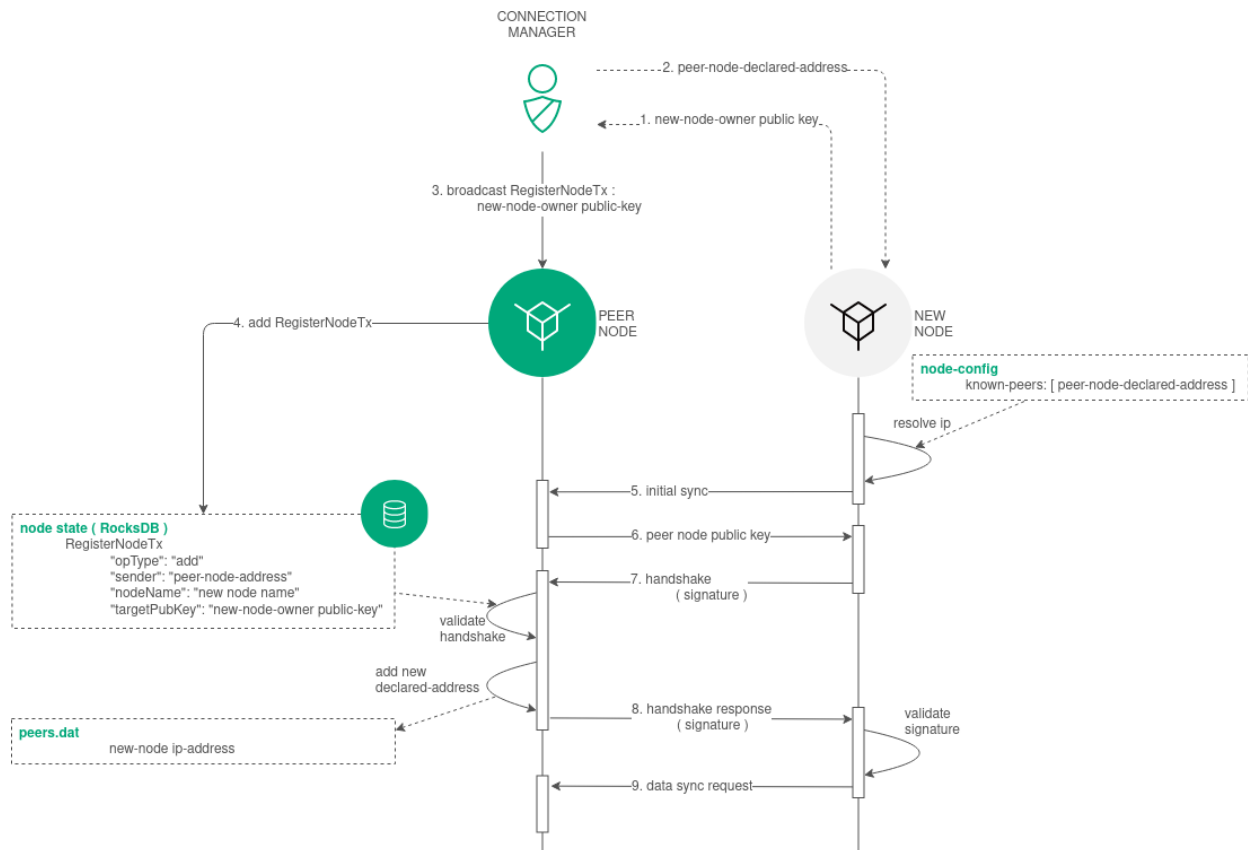 CONNECTION
MANAGER
2. peer-node-declared-address
1. new-node-owner public key
3. broadcast RegisterNodeTx :
new-node-owner public-key
4. add RegisterNodeTx
PEER
NODE
NEW
NODE
node-config
known-peers: [ peer-node-declared-address ]
resolve ip
5. initial sync
node state ( RocksDB )
RegisterNodeTx
"opType": "add"
"sender": "peer-node-address"
"nodeName": "new node name"
"targetPubKey": "new-node-owner public-key"
6. peer node public key
7. handshake
( signature )
validate
handshake
add new
declared-address
8. handshake response
( signature )
validate
signature
peers.dat
new-node ip-address
9. data sync request